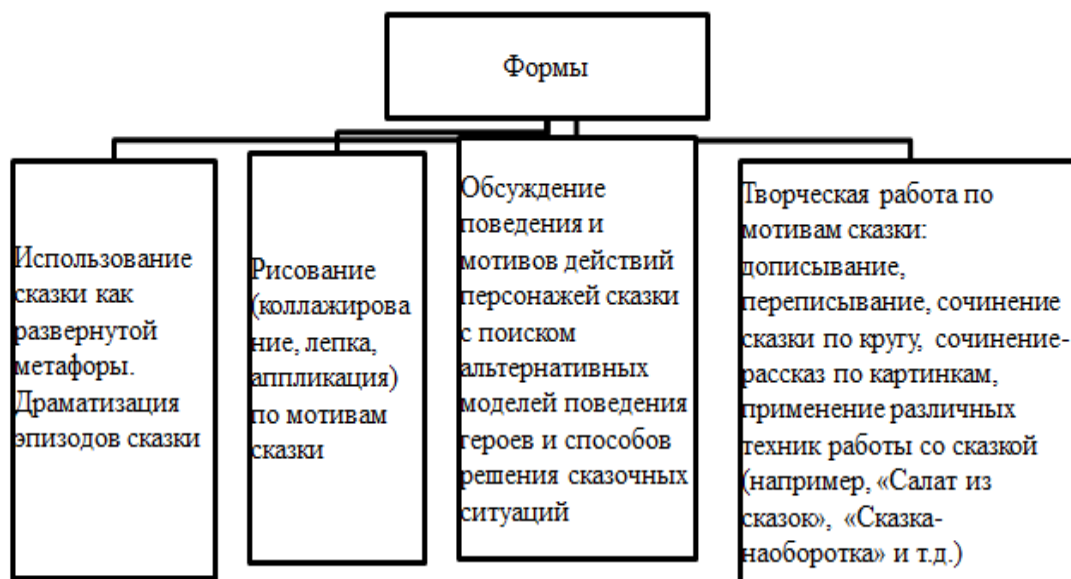 Формы
Использование
сказки как
развернутой
метафоры.
Драматизация
эпизодов сказки
Рисование
(коллажирова
ние, лепка,
аппликация)
по мотивам
сказки
Обсуждение
поведения и
мотивов действий
персонажей сказки
с поиском
альтернативных
моделей поведения
героев и способов
решения сказочных
ситуаций
Творческая работа по
мотивам сказки:
дописывание,
переписывание, сочинение
сказки по кругу, сочинение-
рассказ по картинкам,
применение различных
техник работы со сказкой
(например, «Салат из
сказок», «Сказка-
наоборотка» и т.д.)